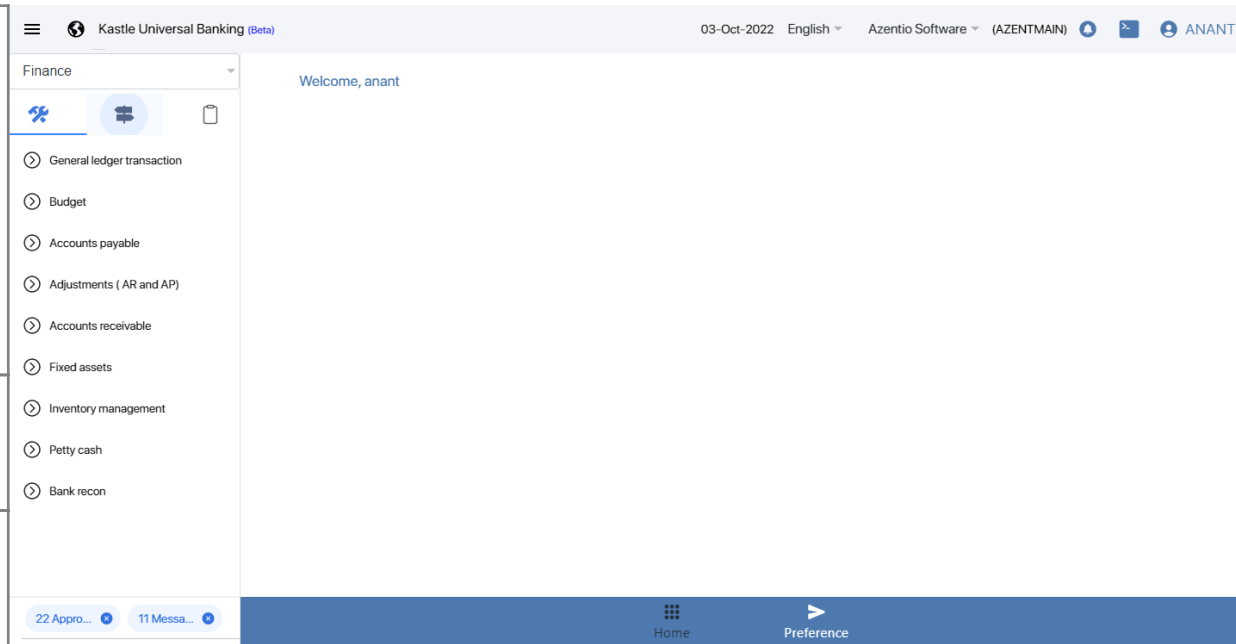 Kastle Universal Banking (Beta)
03-Oct-2022 English Azentio Software (AZENTMAIN) ANANT
Finance
Welcome, anant
General ledger transaction
Budget
Accounts payable
Adjustments ( AR and AP)
Accounts receivable
Fixed assets
Inventory management
Petty cash
Bank recon
22 Appro... 11 Messa...
Home Preference